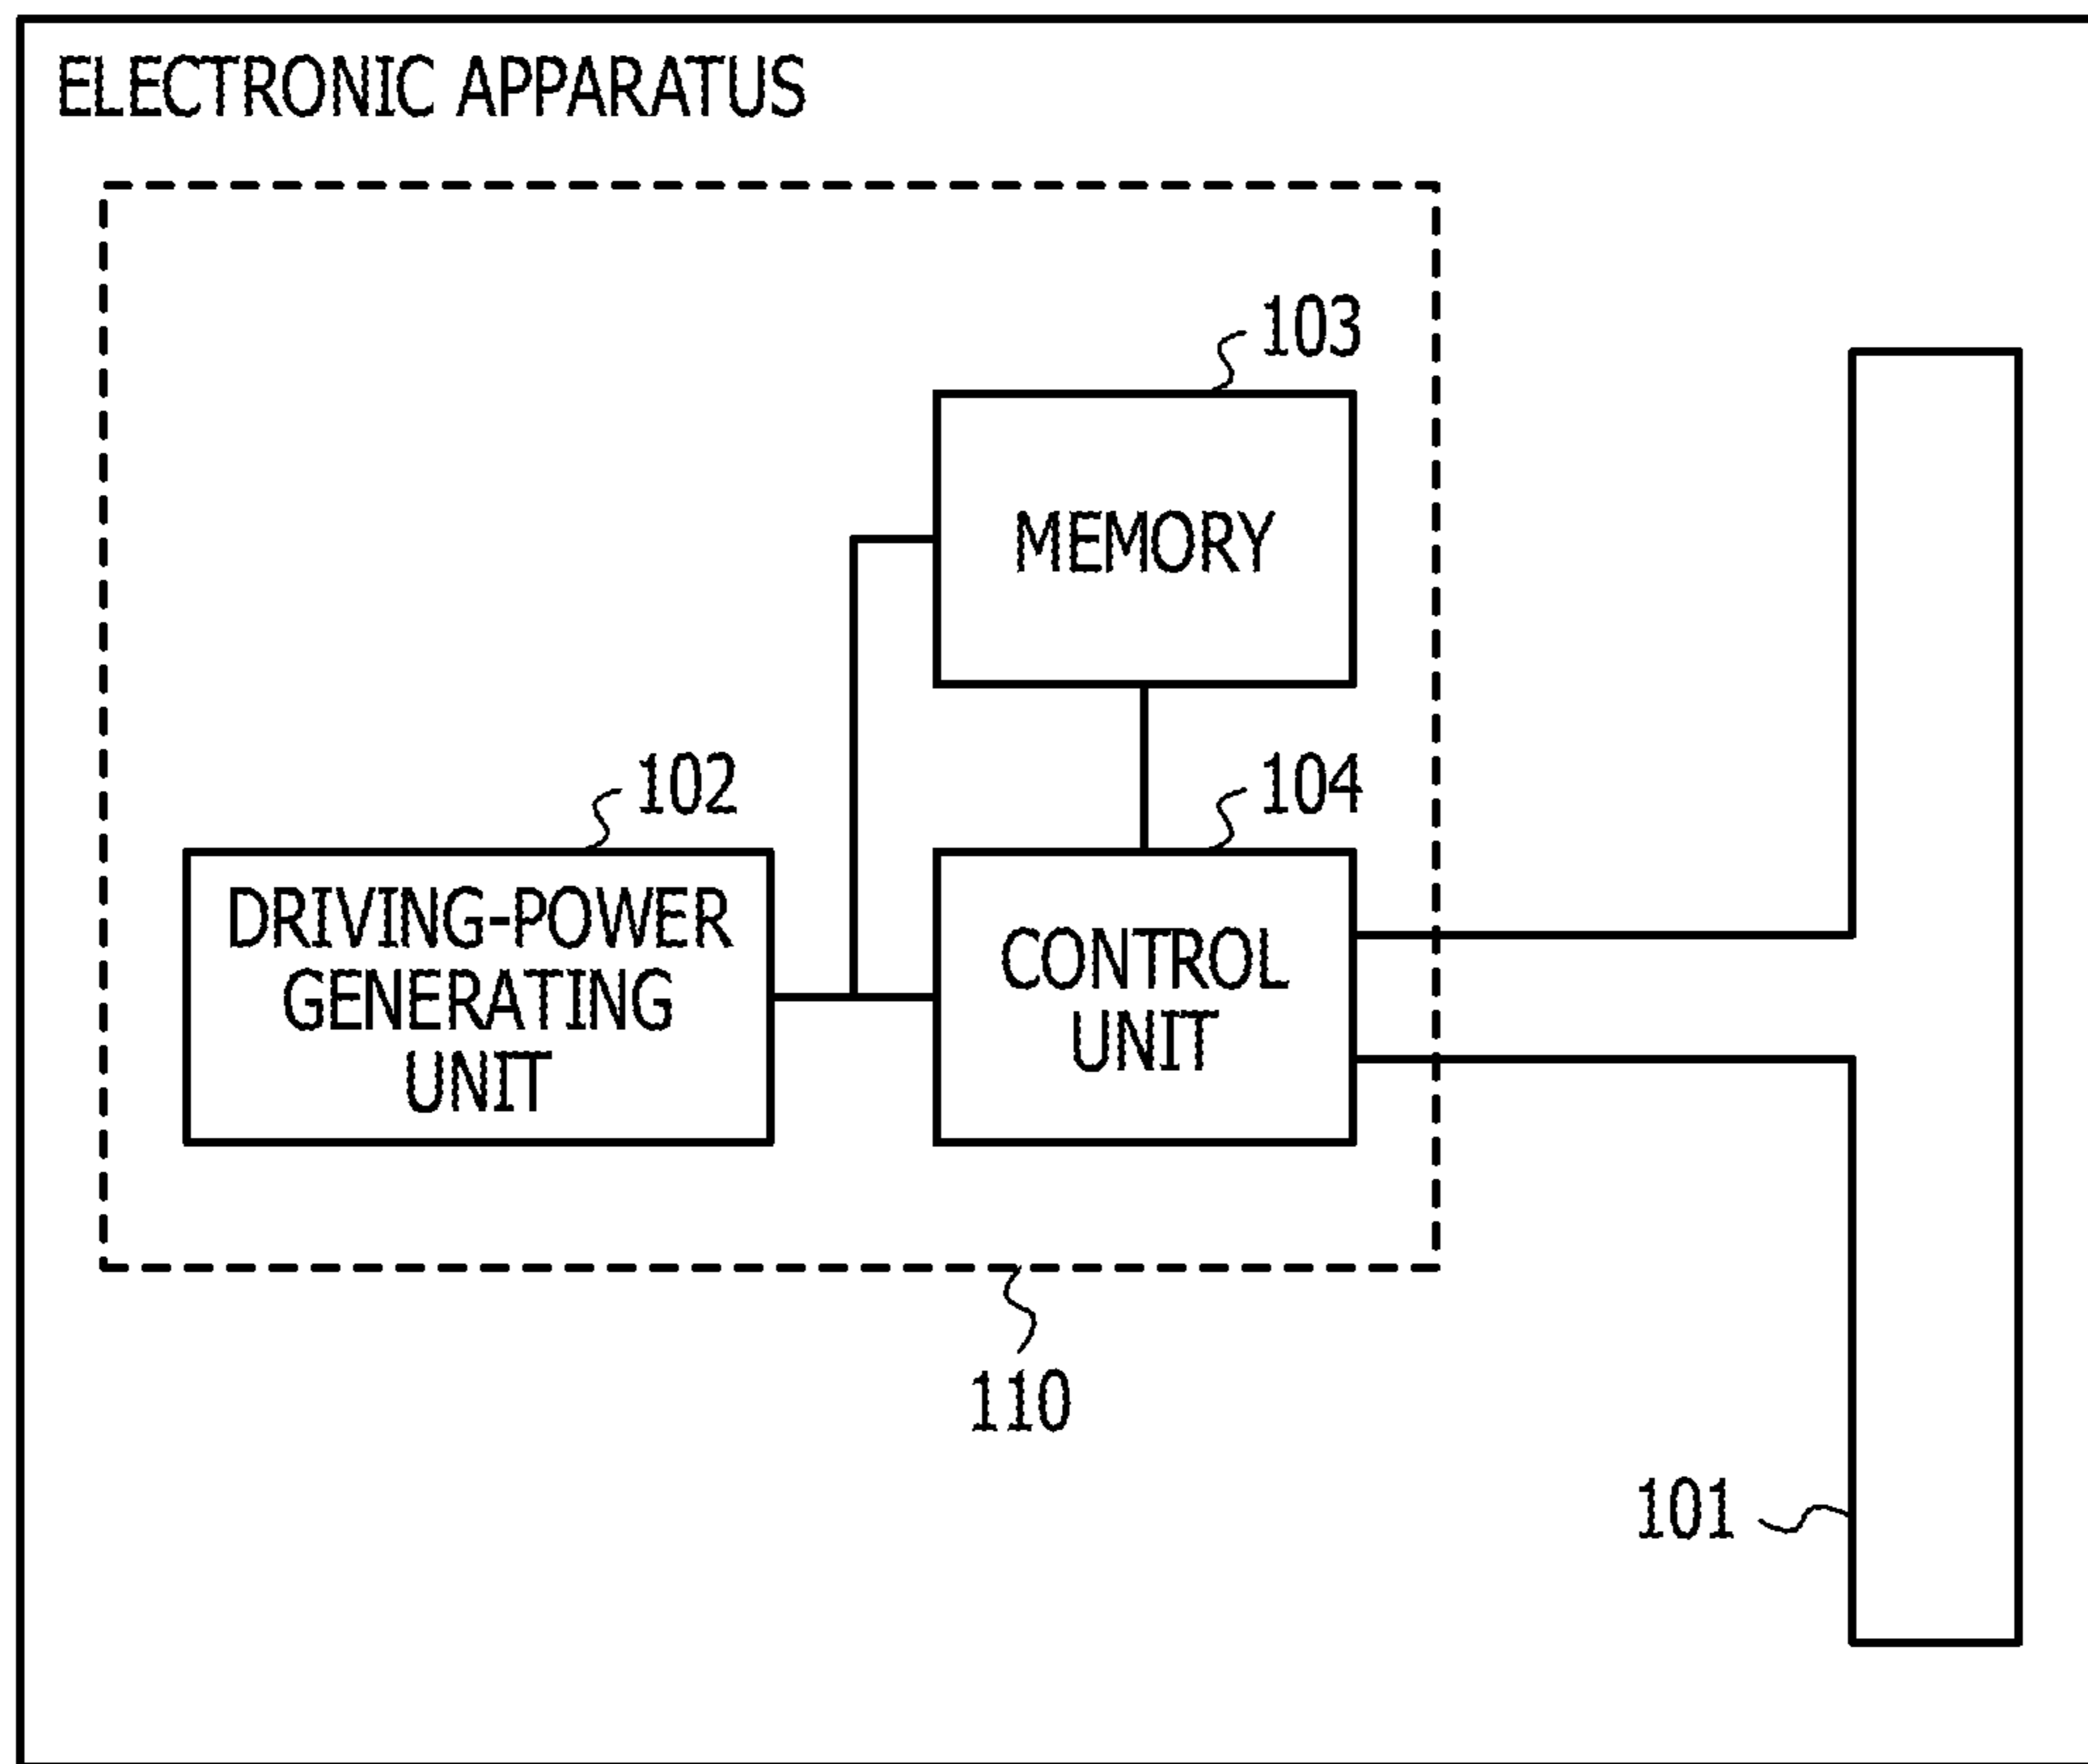 ELECTRONIC APPARATUS
103
MEMORY
102
104
DRIVING-POWER
GENERATING
UNIT
CONTROL
UNIT
110
101